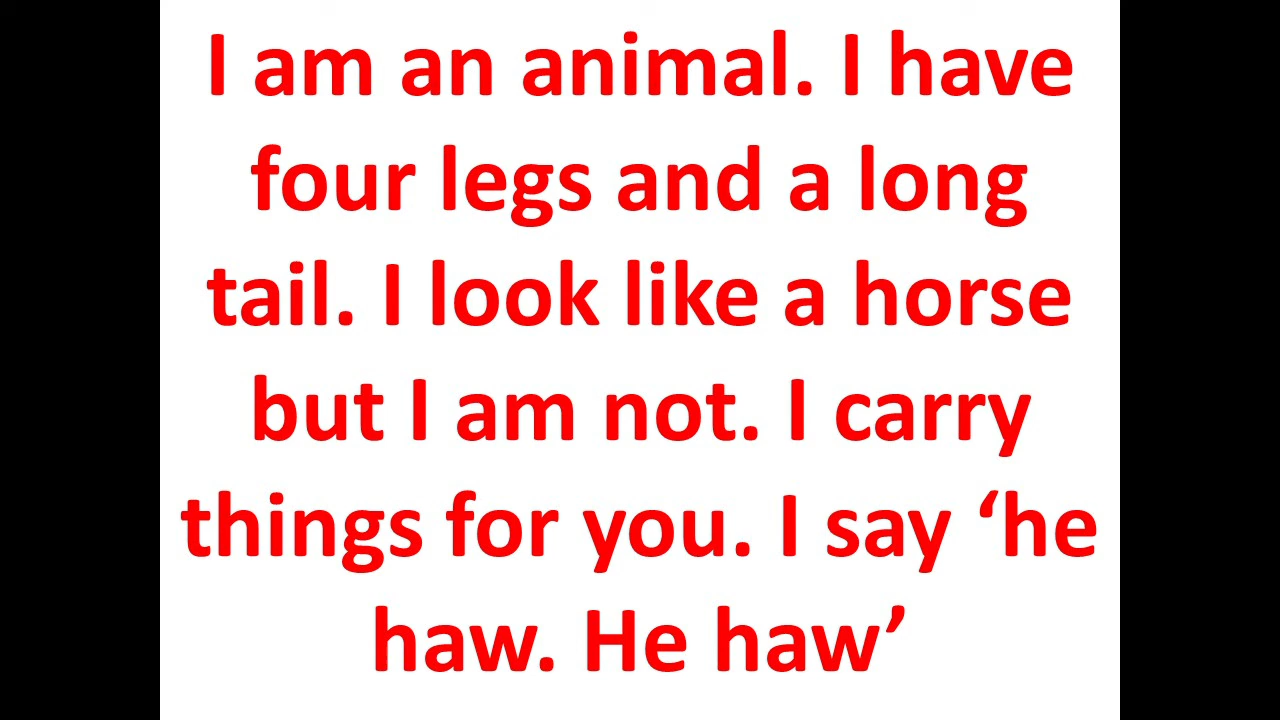 I am an animal. I have
four legs and a long
tail. I look like a horse
but I am not. I carry
things for you. I say ‘he
haw. He haw’